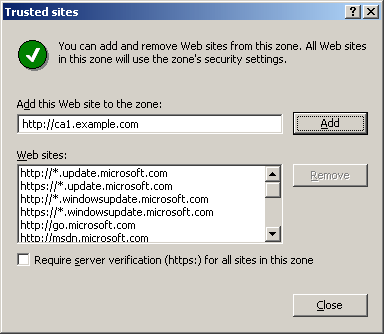 Trusted sites
You can add and remove Web sites from this zone. All Web sites
in this zone will use the zone's security settings.
Add this Web site to the zone:
http://ca1.example.com
Add
Web sites:
http://*.update.microsoft.com
https://*.update.microsoft.com
http://*.windowsupdate.microsoft.com
https://*.windowsupdate.microsoft.com
http://go.microsoft.com
http://msdn.microsoft.com
Remove
Require server verification (https:) for all sites in this zone
Close